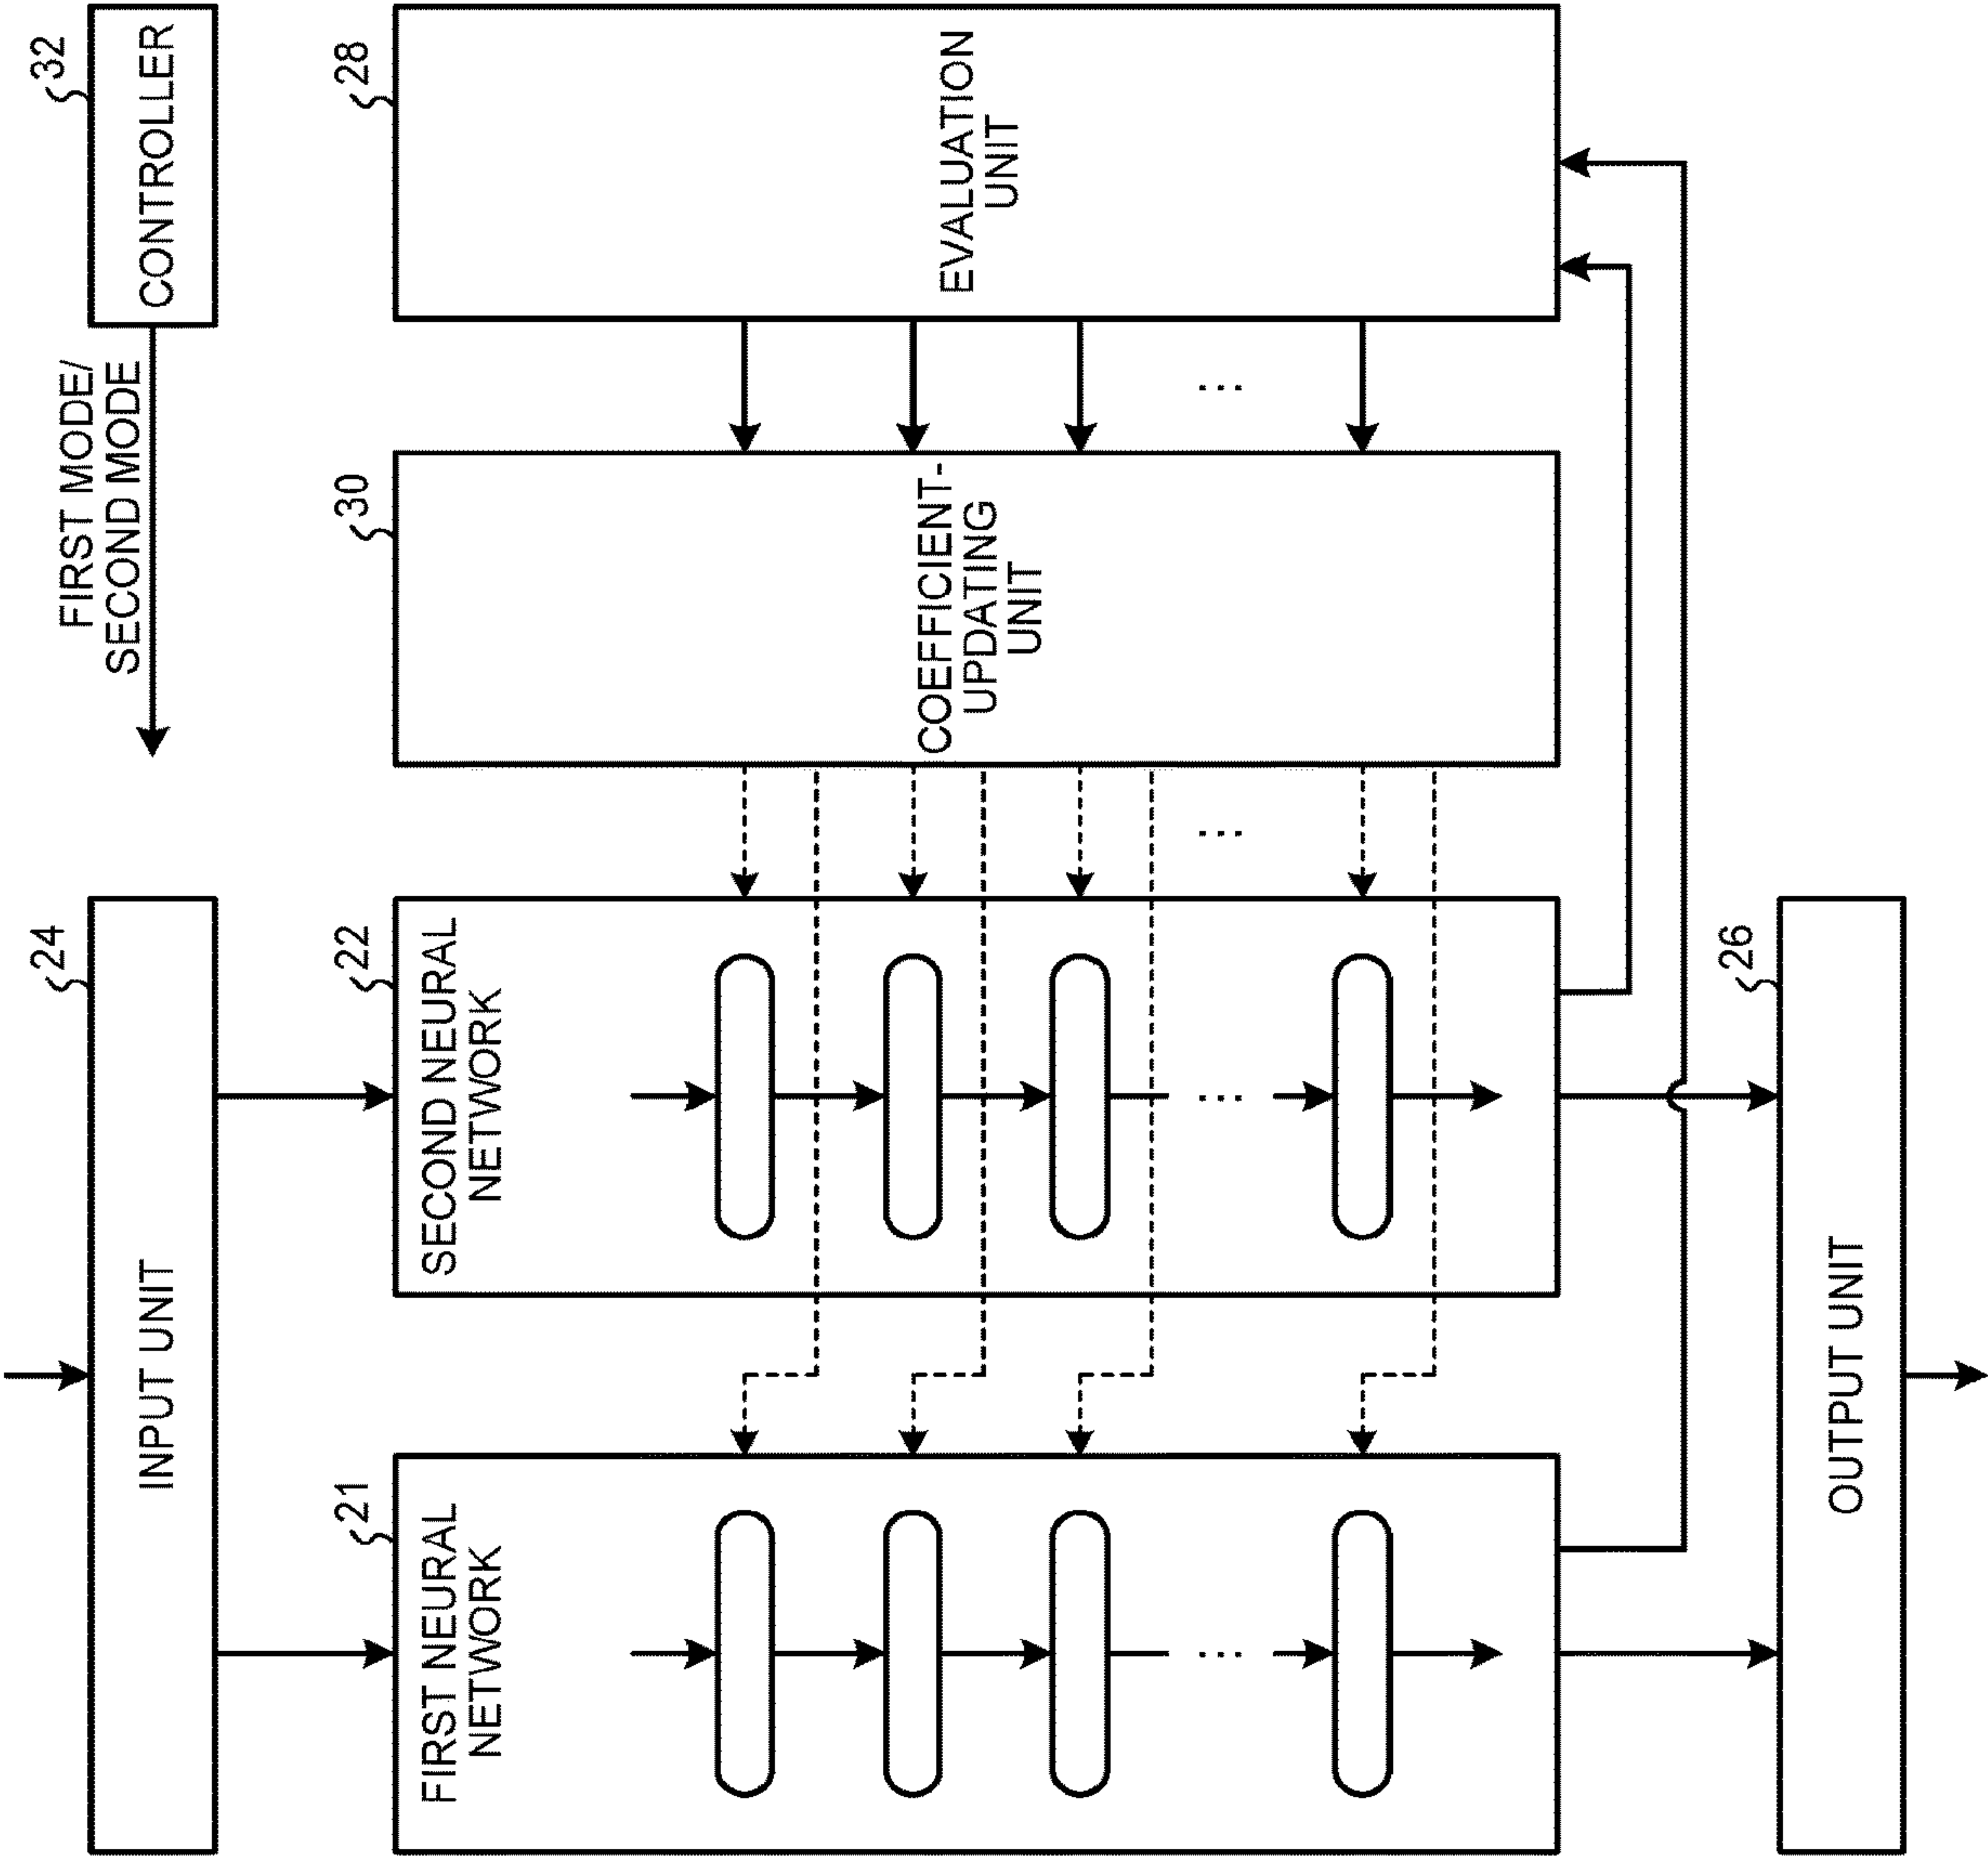 24
INPUT UNIT
32
CONTROLLER
FIRST MODE/
SECOND MODE
21
FIRST NEURAL
NETWORK
...
22
SECOND NEURAL
NETWORK
...
30
COEFFICIENT-
UPDATING
UNIT
...
28
EVALUATION
UNIT
...
26
OUTPUT UNIT